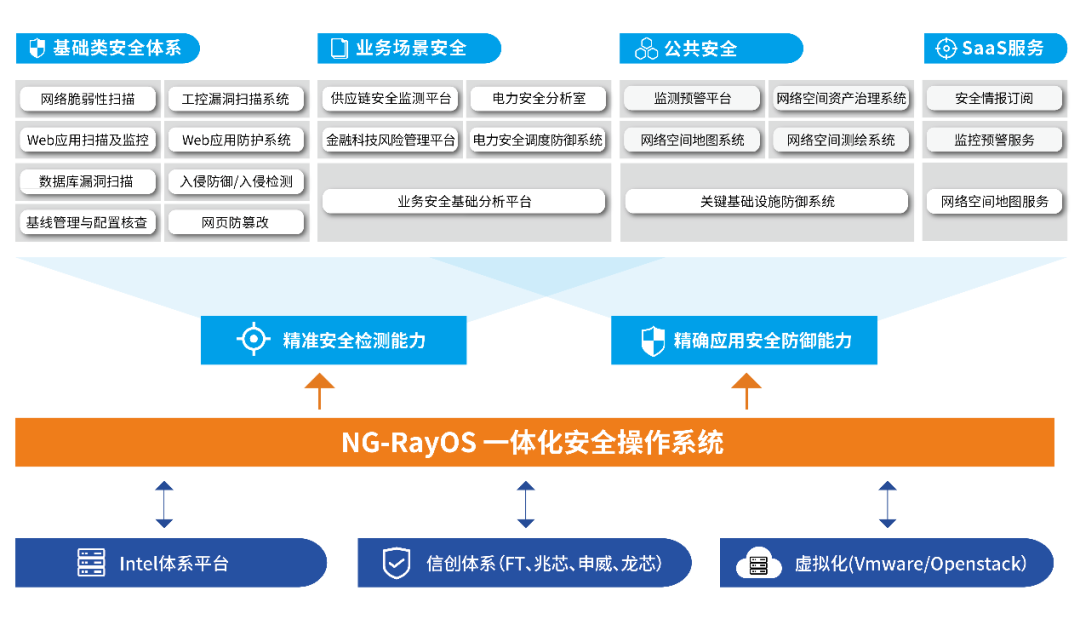 基础类安全体系
业务场景安全
公共安全
SaaS服务
网络脆弱性扫描
工控漏洞扫描系统
供应链安全监测平台
电力安全分析室
监测预警平台
网络空间资产治理系统
安全情报订阅
Web应用扫描及监控
Web应用防护系统
金融科技风险管理平台
电力安全调度防御系统
网络空间地图系统
网络空间测绘系统
监控预警服务
数据库漏洞扫描
入侵防御/入侵检测
业务安全基础分析平台
关键基础设施防御系统
网络空间地图服务
基线管理与配置核查
网页防篡改
精准安全检测能力
精确应用安全防御能力
NG-RayOS 一体化安全操作系统
Intel体系平台
信创体系(FT、兆芯、申威、龙芯)
虚拟化(Vmware/Openstack)